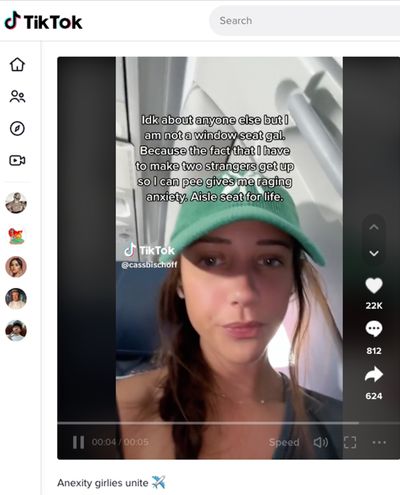 TikTok
Search
Idk about anyone else but I
am not a window seat gal.
Because the fact that I have
to make two strangers get up
so I can pee gives me raging
anxiety. Aisle seat for life.
TikTok
@cassbischoff
22K
812
624
00:04 / 00:05
Speed
Anexity girlies unite